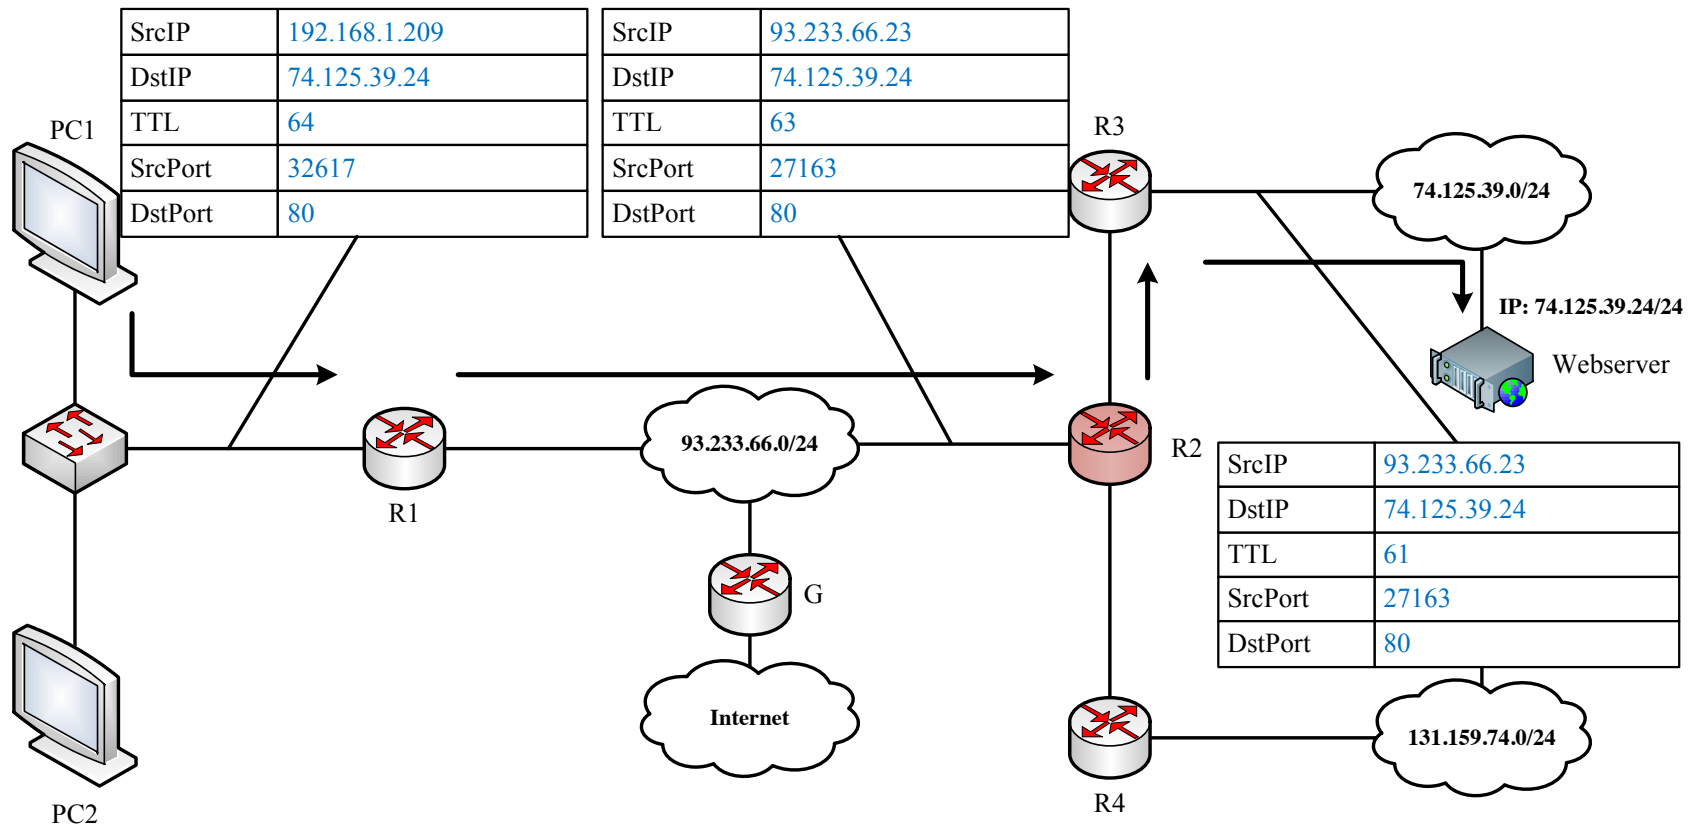 SrcIP 192.168.1.209
DstIP 74.125.39.24
TTL 64
SrcPort 32617
DstPort 80
SrcIP 93.233.66.23
DstIP 74.125.39.24
TTL 63
SrcPort 27163
DstPort 80
PC1
R3
74.125.39.0/24
IP: 74.125.39.24/24
Webserver
93.233.66.0/24
R2
R1
SrcIP 93.233.66.23
DstIP 74.125.39.24
TTL 61
SrcPort 27163
DstPort 80
G
Internet
131.159.74.0/24
R4
PC2